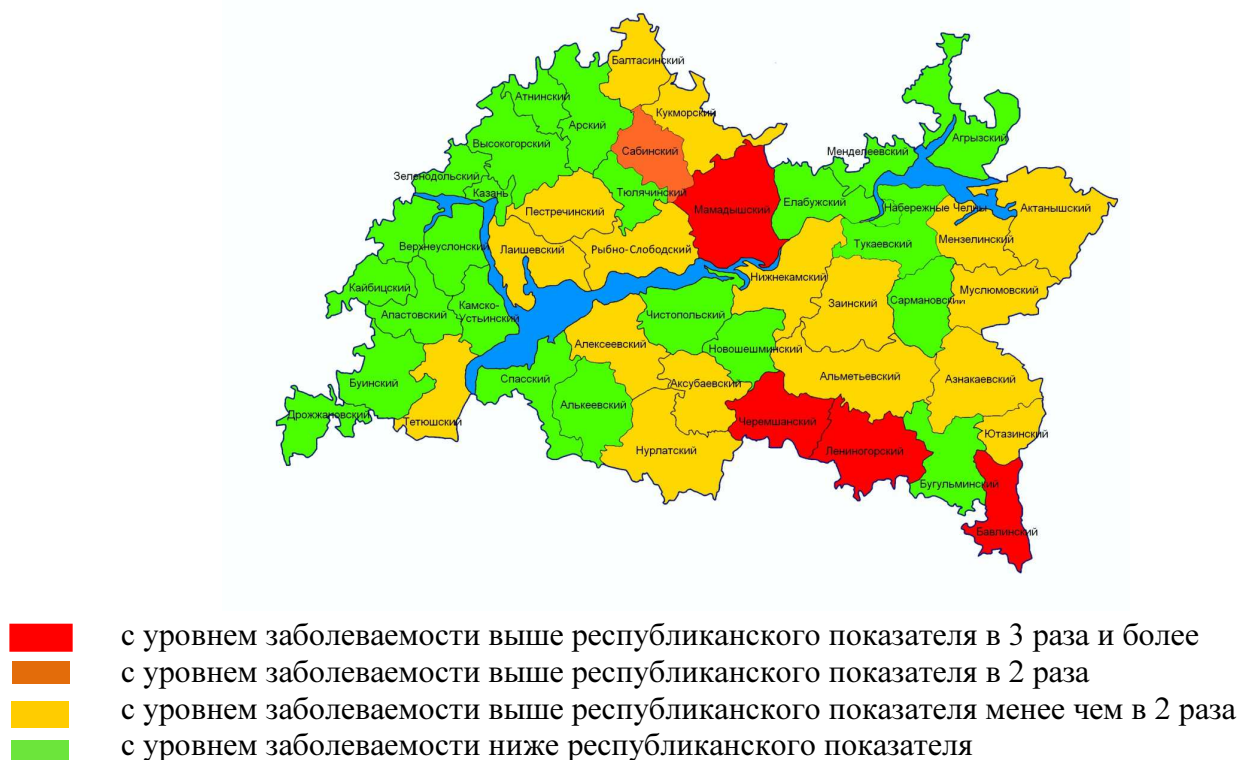 Балтасинский
Атнинский
Кукморский
Арский
Агрызский
Высокогорский
Сабинский
Менделеевский
Зеленодольский
Тюлячинский
Казань
Елабужский
Мамадышский
Набережные Челны
Актанышский
Пестречинский
Мензелинский
Тукаевский
Верхнеуслонский
Лаишевский
Рыбно-Слободский
Нижнекамский
Кайбицский
Муслюмовский
Заинский
Сармановский
Камско-
Устьинский
Апастовский
Чистопольский
Алексеевский
Новошешминский
Буинский
Спасский
Аксубаевский
Альметьевский
Азнакаевский
Алькеевский
Дрожжановский
Тетюшский
Черемшанский
Ютазинский
Нурлатский
Лениногорский
Бугульминский
Бавлинский
с уровнем заболеваемости выше республиканского показателя в 3 раза и более
с уровнем заболеваемости выше республиканского показателя в 2 раза
с уровнем заболеваемости выше республиканского показателя менее чем в 2 раза
с уровнем заболеваемости ниже республиканского показателя